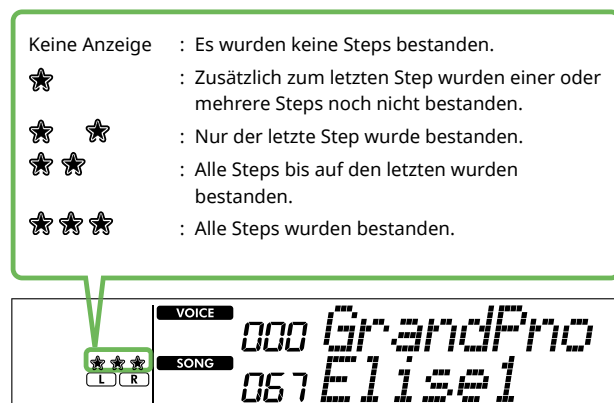 Keine Anzeige : Es wurden keine Steps bestanden.
: Zusätzlich zum letzten Step wurden einer oder
mehrere Steps noch nicht bestanden.
: Nur der letzte Step wurde bestanden.
: Alle Steps bis auf den letzten wurden
bestanden.
: Alle Steps wurden bestanden.
VOICE 000 GrandPno
SONG 067 Elise1
L R